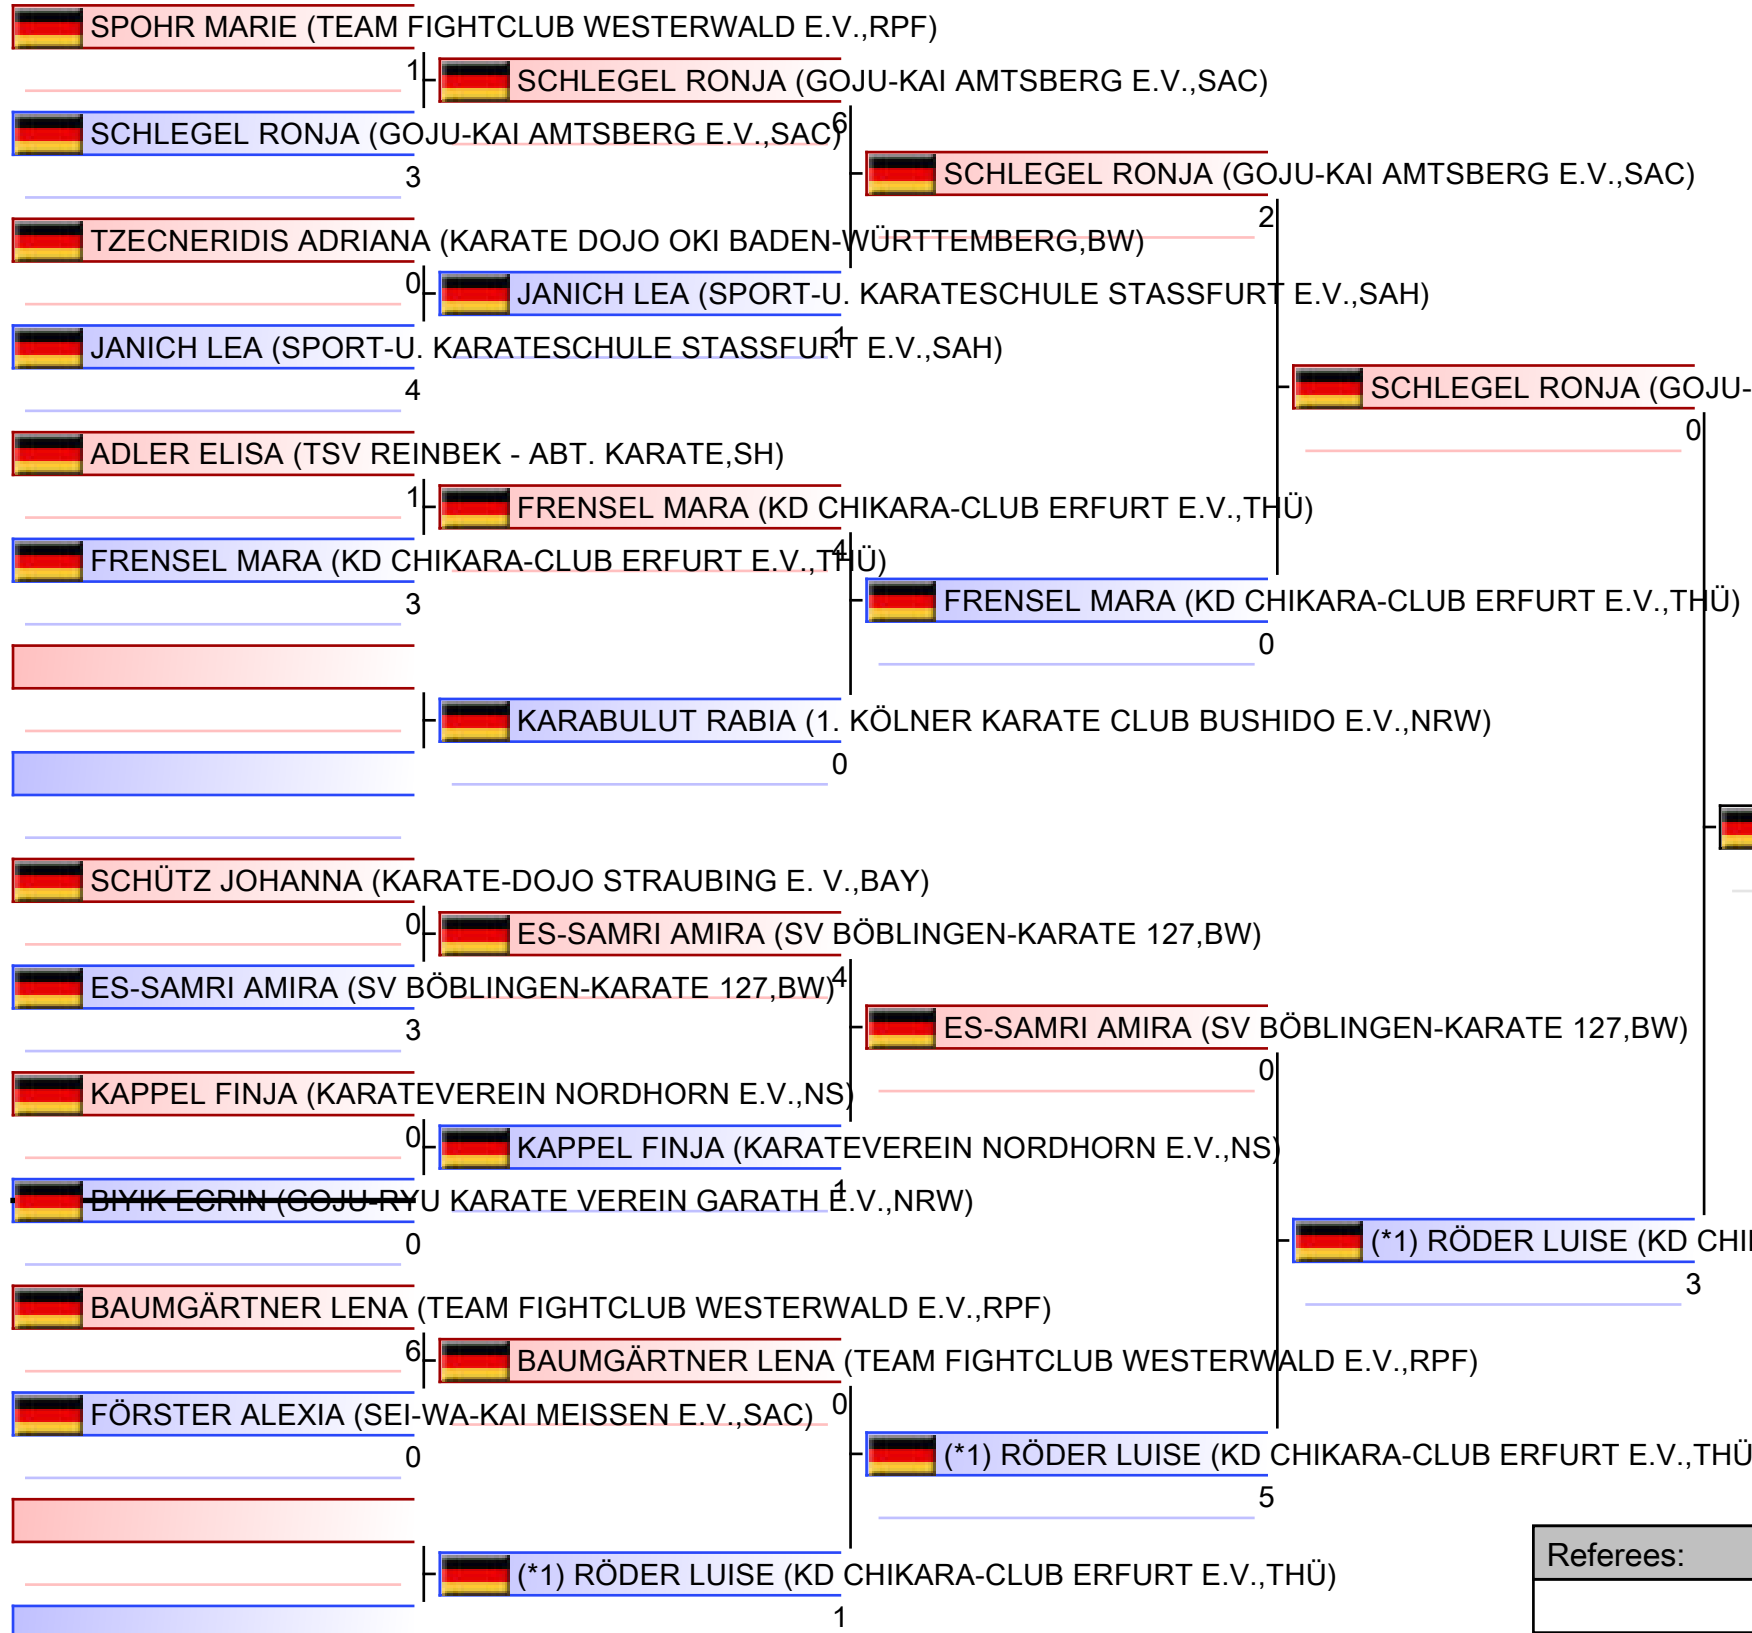 SPOHR MARIE (TEAM FIGHTCLUB WESTERWALD E.V.,RPF)
1
SCHLEGEL RONJA (GOJU-KAI AMTSBERG E.V.,SAC)
SCHLEGEL RONJA (GOJU-KAI AMTSBERG E.V.,SAC)
6
3
SCHLEGEL RONJA (GOJU-KAI AMTSBERG E.V.,SAC)
2
TZECNERIDIS ADRIANA (KARATE DOJO OKI BADEN-WÜRTTEMBERG,BW)
0
JANICH LEA (SPORT-U. KARATESCHULE STASSFURT E.V.,SAH)
1
JANICH LEA (SPORT-U. KARATESCHULE STASSFURT E.V.,SAH)
4
SCHLEGEL RONJA (GOJU-
0
ADLER ELISA (TSV REINBEK - ABT. KARATE,SH)
1
FRENSEL MARA (KD CHIKARA-CLUB ERFURT E.V.,THÜ)
4
FRENSEL MARA (KD CHIKARA-CLUB ERFURT E.V.,THÜ)
3
FRENSEL MARA (KD CHIKARA-CLUB ERFURT E.V.,THÜ)
0
KARABULUT RABIA (1. KÖLNER KARATE CLUB BUSHIDO E.V.,NRW)
0
SCHÜTZ JOHANNA (KARATE-DOJO STRAUBING E. V.,BAY)
0
ES-SAMRI AMIRA (SV BÖBLINGEN-KARATE 127,BW)
4
ES-SAMRI AMIRA (SV BÖBLINGEN-KARATE 127,BW)
3
ES-SAMRI AMIRA (SV BÖBLINGEN-KARATE 127,BW)
0
KAPPEL FINJA (KARATEVEREIN NORDHORN E.V.,NS)
0
KAPPEL FINJA (KARATEVEREIN NORDHORN E.V.,NS)
1
BIYIK ECRIN (GOJU-RYU KARATE VEREIN GARATH E.V.,NRW)
0
(*1) RÖDER LUISE (KD CHI
3
BAUMGÄRTNER LENA (TEAM FIGHTCLUB WESTERWALD E.V.,RPF)
6
BAUMGÄRTNER LENA (TEAM FIGHTCLUB WESTERWALD E.V.,RPF)
0
FÖRSTER ALEXIA (SEI-WA-KAI MEISSEN E.V.,SAC)
0
(*1) RÖDER LUISE (KD CHIKARA-CLUB ERFURT E.V.,THÜ
5
Referees:
(*1) RÖDER LUISE (KD CHIKARA-CLUB ERFURT E.V.,THÜ)
1